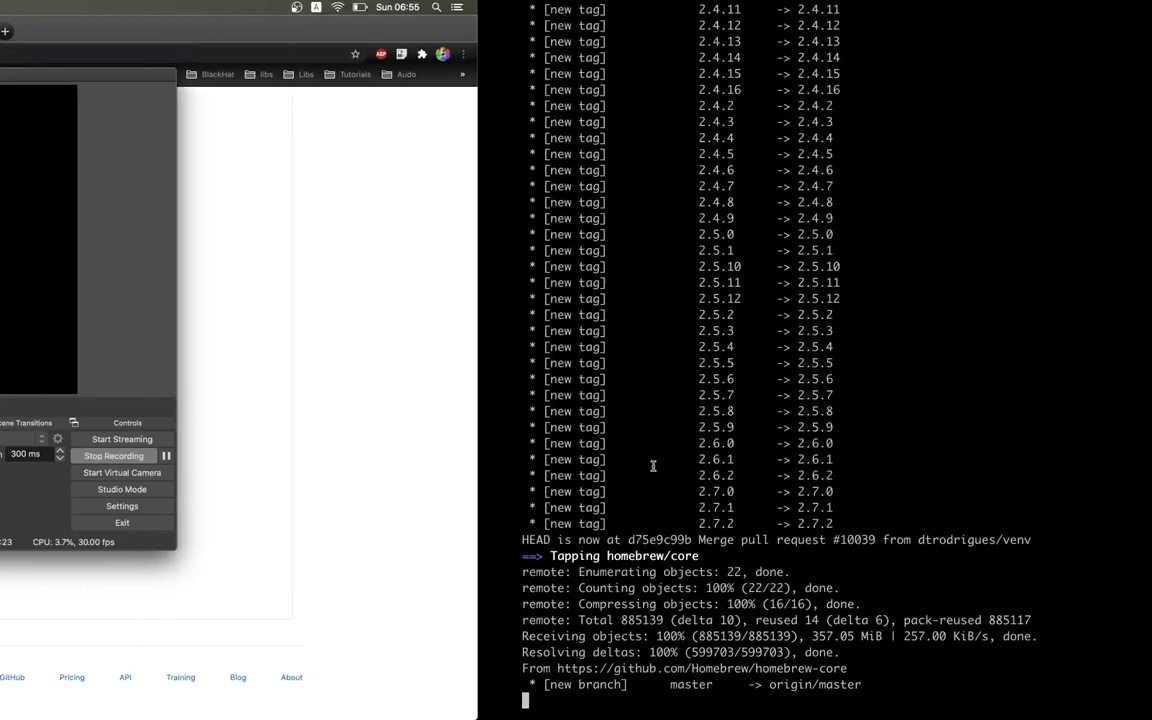 Sun 06:55
BlackHat
libs
Libs
Tutorials
Audo
»
cene Transitions
Controls
Start Streaming
300 ms
Stop Recording
Start Virtual Camera
Studio Mode
Settings
Exit
:23 CPU: 3.7%, 30.00 fps
GitHub
Pricing
API
Training
Blog
About
* [new tag] 2.4.11 -> 2.4.11
* [new tag] 2.4.12 -> 2.4.12
* [new tag] 2.4.13 -> 2.4.13
* [new tag] 2.4.14 -> 2.4.14
* [new tag] 2.4.15 -> 2.4.15
* [new tag] 2.4.16 -> 2.4.16
* [new tag] 2.4.2 -> 2.4.2
* [new tag] 2.4.3 -> 2.4.3
* [new tag] 2.4.4 -> 2.4.4
* [new tag] 2.4.5 -> 2.4.5
* [new tag] 2.4.6 -> 2.4.6
* [new tag] 2.4.7 -> 2.4.7
* [new tag] 2.4.8 -> 2.4.8
* [new tag] 2.4.9 -> 2.4.9
* [new tag] 2.5.0 -> 2.5.0
* [new tag] 2.5.1 -> 2.5.1
* [new tag] 2.5.10 -> 2.5.10
* [new tag] 2.5.11 -> 2.5.11
* [new tag] 2.5.12 -> 2.5.12
* [new tag] 2.5.2 -> 2.5.2
* [new tag] 2.5.3 -> 2.5.3
* [new tag] 2.5.4 -> 2.5.4
* [new tag] 2.5.5 -> 2.5.5
* [new tag] 2.5.6 -> 2.5.6
* [new tag] 2.5.7 -> 2.5.7
* [new tag] 2.5.8 -> 2.5.8
* [new tag] 2.5.9 -> 2.5.9
* [new tag] 2.6.0 -> 2.6.0
* [new tag] 2.6.1 -> 2.6.1
* [new tag] 2.6.2 -> 2.6.2
* [new tag] 2.7.0 -> 2.7.0
* [new tag] 2.7.1 -> 2.7.1
* [new tag] 2.7.2 -> 2.7.2
HEAD is now at d75e9c99b Merge pull request #10039 from dtrodrigues/venv
==> Tapping homebrew/core
remote: Enumerating objects: 22, done.
remote: Counting objects: 100% (22/22), done.
remote: Compressing objects: 100% (16/16), done.
remote: Total 885139 (delta 10), reused 14 (delta 6), pack-reused 885117
Receiving objects: 100% (885139/885139), 357.05 MiB | 257.00 KiB/s, done.
Resolving deltas: 100% (599703/599703), done.
From https://github.com/Homebrew/homebrew-core
* [new branch] master -> origin/master